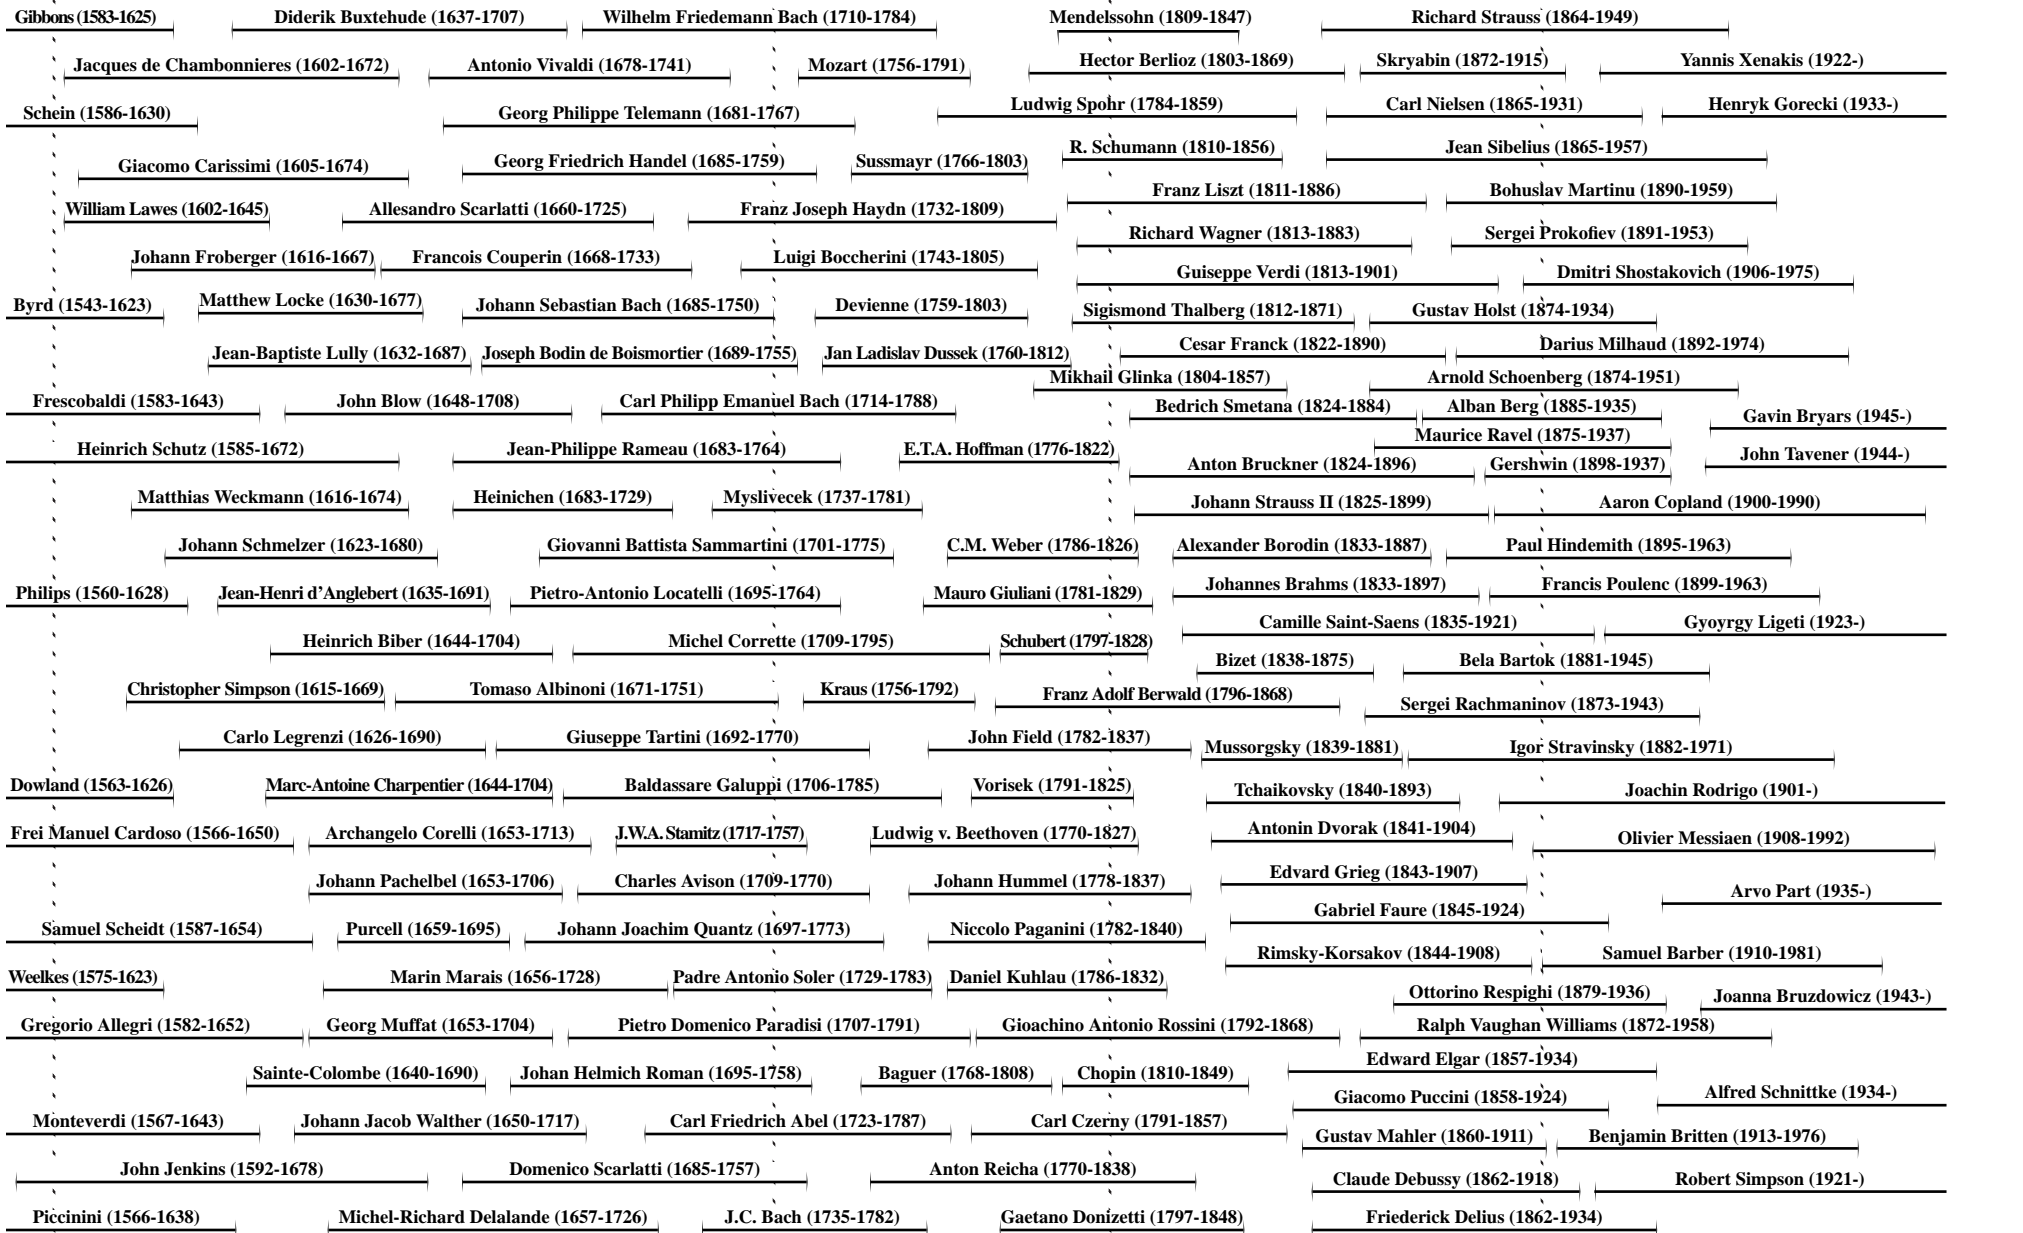 Gibbons (1583-1625) Diderik Buxtehude (1637-1707) Wilhelm Friedemann Bach (1710-1784) Mendelssohn (1809-1847) Richard Strauss (1864-1949)
Jacques de Chambonnieres (1602-1672) Antonio Vivaldi (1678-1741) Mozart (1756-1791) Hector Berlioz (1803-1869) Skryabin (1872-1915) Yannis Xenakis (1922-)
Schein (1586-1630) Georg Philippe Telemann (1681-1767) Ludwig Spohr (1784-1859) Carl Nielsen (1865-1931) Henryk Gorecki (1933-)
Giacomo Carissimi (1605-1674) Georg Friedrich Handel (1685-1759) Sussmayr (1766-1803) R. Schumann (1810-1856) Jean Sibelius (1865-1957)
Franz Liszt (1811-1886) Bohuslav Martinu (1890-1959)
William Lawes (1602-1645) Allesandro Scarlatti (1660-1725) Franz Joseph Haydn (1732-1809)
Richard Wagner (1813-1883) Sergei Prokofiev (1891-1953)
Johann Froberger (1616-1667) Francois Couperin (1668-1733) Luigi Boccherini (1743-1805)
Guiseppe Verdi (1813-1901) Dmitri Shostakovich (1906-1975)
Byrd (1543-1623) Matthew Locke (1630-1677) Johann Sebastian Bach (1685-1750) Devienne (1759-1803) Sigismond Thalberg (1812-1871) Gustav Holst (1874-1934)
Jean-Baptiste Lully (1632-1687) Joseph Bodin de Boismortier (1689-1755) Jan Ladislav Dussek (1760-1812) Cesar Franck (1822-1890) Darius Milhaud (1892-1974)
Mikhail Glinka (1804-1857) Arnold Schoenberg (1874-1951)
Frescobaldi (1583-1643) John Blow (1648-1708) Carl Philipp Emanuel Bach (1714-1788) Bedrich Smetana (1824-1884) Alban Berg (1885-1935) Gavin Bryars (1945-)
Maurice Ravel (1875-1937)
Heinrich Schutz (1585-1672) Jean-Philippe Rameau (1683-1764) E.T.A. Hoffman (1776-1822) John Tavener (1944-)
Anton Bruckner (1824-1896) Gershwin (1898-1937)
Matthias Weckmann (1616-1674) Heinichen (1683-1729) Myslivecek (1737-1781) Johann Strauss II (1825-1899) Aaron Copland (1900-1990)
Johann Schmelzer (1623-1680) Giovanni Battista Sammartini (1701-1775) C.M. Weber (1786-1826) Alexander Borodin (1833-1887) Paul Hindemith (1895-1963)
Philips (1560-1628) Jean-Henri d'Anglebert (1635-1691) Pietro-Antonio Locatelli (1695-1764) Mauro Giuliani (1781-1829) Johannes Brahms (1833-1897) Francis Poulenc (1899-1963)
Camille Saint-Saens (1835-1921) Gyoyrgy Ligeti (1923-)
Heinrich Biber (1644-1704) Michel Corrette (1709-1795) Schubert (1797-1828)
Bizet (1838-1875) Bela Bartok (1881-1945)
Christopher Simpson (1615-1669) Tomaso Albinoni (1671-1751) Kraus (1756-1792) Franz Adolf Berwald (1796-1868) Sergei Rachmaninov (1873-1943)
Carlo Legrenzi (1626-1690) Giuseppe Tartini (1692-1770) John Field (1782-1837) Mussorgsky (1839-1881) Igor Stravinsky (1882-1971)
Dowland (1563-1626) Marc-Antoine Charpentier (1644-1704) Baldassare Galuppi (1706-1785) Vorisek (1791-1825) Tchaikovsky (1840-1893) Joachin Rodrigo (1901-)
Frei Manuel Cardoso (1566-1650) Archangelo Corelli (1653-1713) J.W.A. Stamitz (1717-1757) Ludwig v. Beethoven (1770-1827) Antonin Dvorak (1841-1904) Olivier Messiaen (1908-1992)
Johann Pachelbel (1653-1706) Charles Avison (1709-1770) Johann Hummel (1778-1837) Edvard Grieg (1843-1907) Arvo Part (1935-)
Gabriel Faure (1845-1924)
Samuel Scheidt (1587-1654) Purcell (1659-1695) Johann Joachim Quantz (1697-1773) Niccolo Paganini (1782-1840)
Rimsky-Korsakov (1844-1908) Samuel Barber (1910-1981)
Weelkes (1575-1623) Marin Marais (1656-1728) Padre Antonio Soler (1729-1783) Daniel Kuhlau (1786-1832)
Ottorino Respighi (1879-1936) Joanna Bruzdowicz (1943-)
Gregorio Allegri (1582-1652) Georg Muffat (1653-1704) Pietro Domenico Paradisi (1707-1791) Gioachino Antonio Rossini (1792-1868) Ralph Vaughan Williams (1872-1958)
Edward Elgar (1857-1934)
Sainte-Colombe (1640-1690) Johan Helmich Roman (1695-1758) Baguer (1768-1808) Chopin (1810-1849)
Giacomo Puccini (1858-1924) Alfred Schnittke (1934-)
Monteverdi (1567-1643) Johann Jacob Walther (1650-1717) Carl Friedrich Abel (1723-1787) Carl Czerny (1791-1857)
Gustav Mahler (1860-1911) Benjamin Britten (1913-1976)
John Jenkins (1592-1678) Domenico Scarlatti (1685-1757) Anton Reicha (1770-1838) Claude Debussy (1862-1918) Robert Simpson (1921-)
Piccinini (1566-1638) Michel-Richard Delalande (1657-1726) J.C. Bach (1735-1782) Gaetano Donizetti (1797-1848) Friederick Delius (1862-1934)